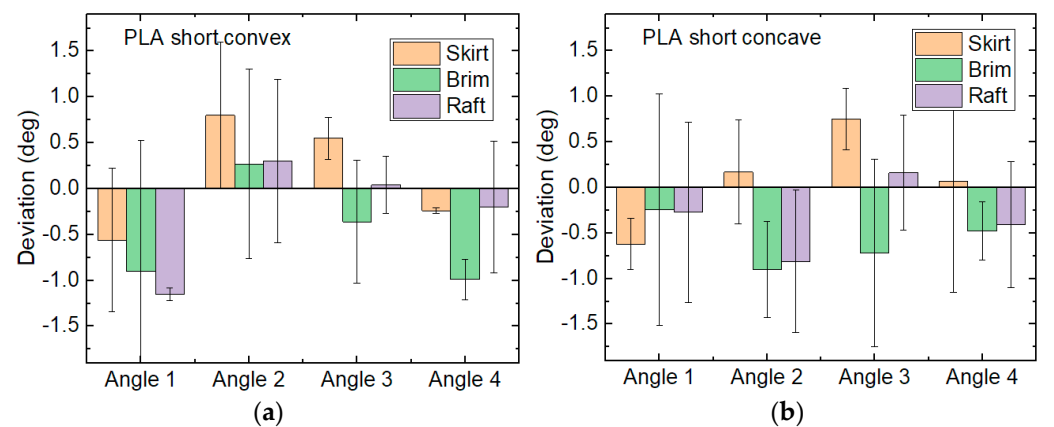 PLA short convex
Skirt
Brim
Raft
Deviation (deg)
1.5
1.0
0.5
0.0
-0.5
-1.0
-1.5
Angle 1 Angle 2 Angle 3 Angle 4
(a)
PLA short concave
Skirt
Brim
Raft
Deviation (deg)
1.5
1.0
0.5
0.0
-0.5
-1.0
-1.5
Angle 1 Angle 2 Angle 3 Angle 4
(b)